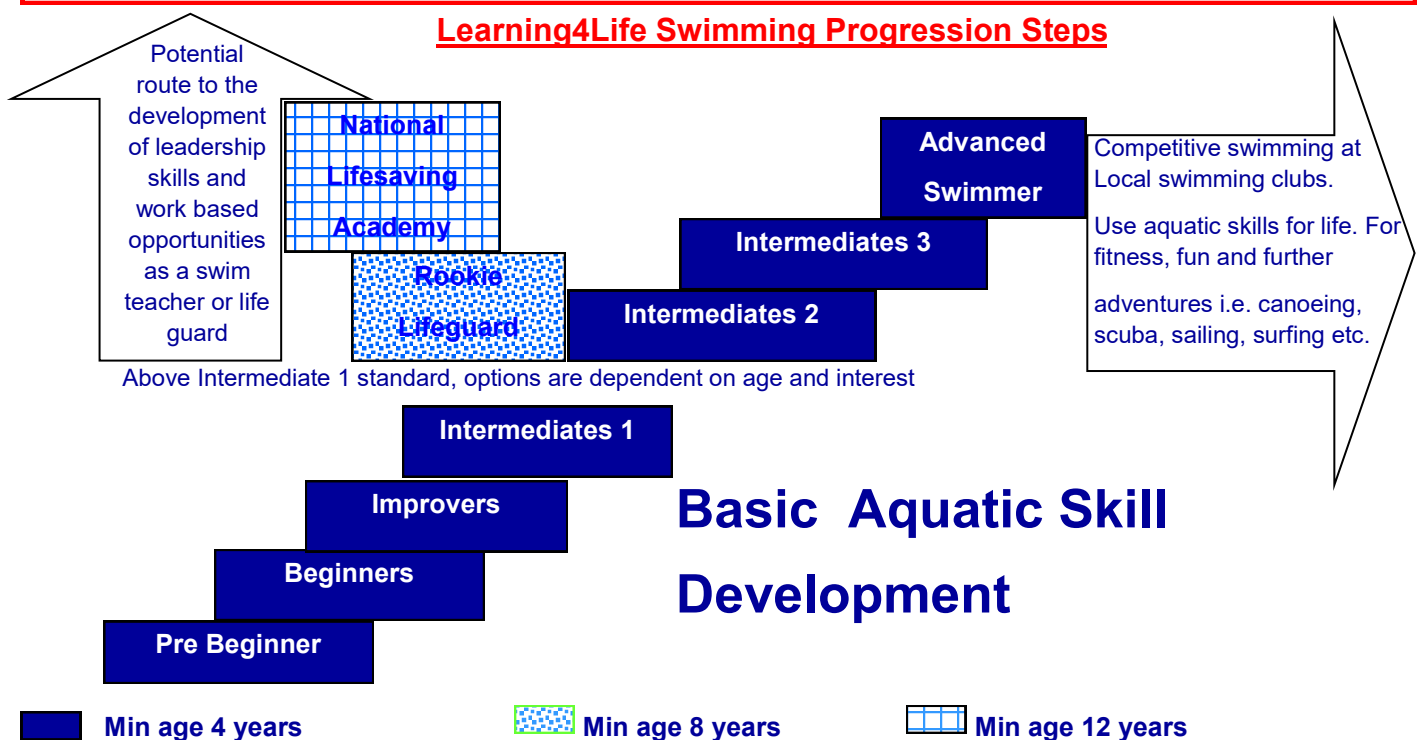 Learning4Life Swimming Progression Steps
Potential
route to the
development
of leadership
skills and
work based
opportunities
as a swim
teacher or life
guard
National
Lifesaving
Academy
Rookie
Lifeguard
Intermediates 2
Intermediates 3
Advanced
Swimmer
Competitive swimming at
Local swimming clubs.
Use aquatic skills for life. For
fitness, fun and further
adventures i.e. canoeing,
scuba, sailing, surfing etc.
Above Intermediate 1 standard, options are dependent on age and interest
Intermediates 1
Improvers
Beginners
Pre Beginner
Basic Aquatic Skill
Development
Min age 4 years
Min age 8 years
Min age 12 years